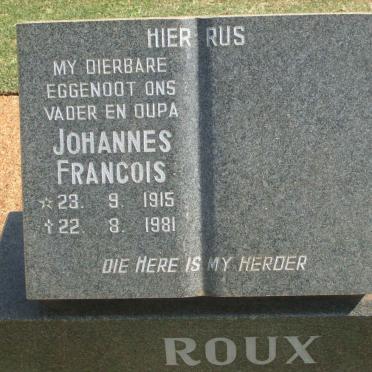 HIER RUS
MY DIERBARE
EGGENOOT ONS
VADER EN OUPA
JOHANNES
FRANCOIS
☆ 23. 9. 1915
† 22. 8. 1981
DIE HERE IS MY HERDER
ROUX